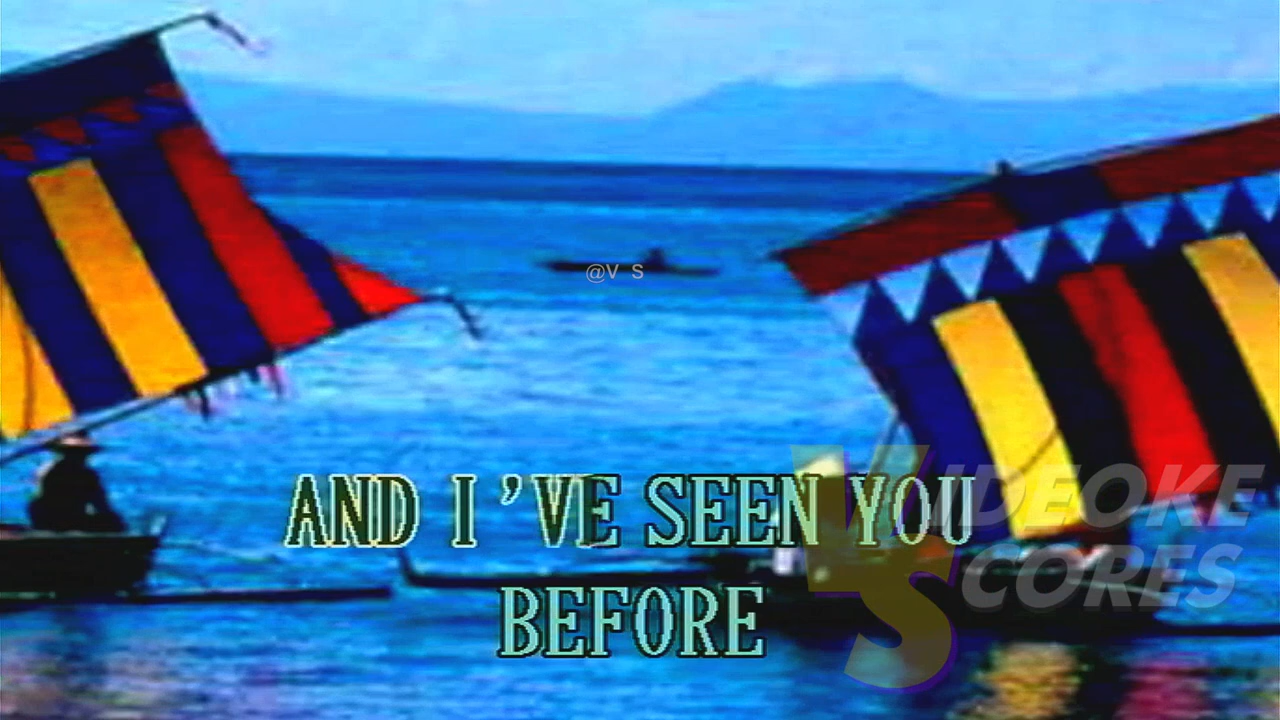 @V S
AND I'VE SEEN YOU
BEFORE
VIDEOKE
SCORES